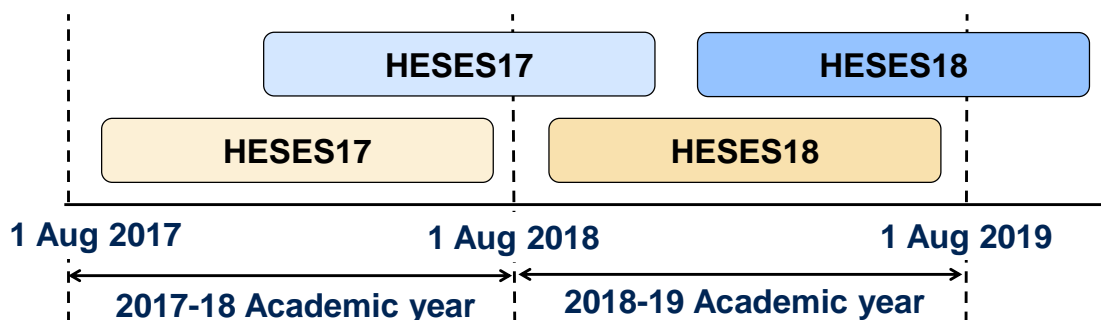 HESES17 HESES18
HESES17 HESES18
1 Aug 2017 1 Aug 2018 1 Aug 2019
2017-18 Academic year 2018-19 Academic year